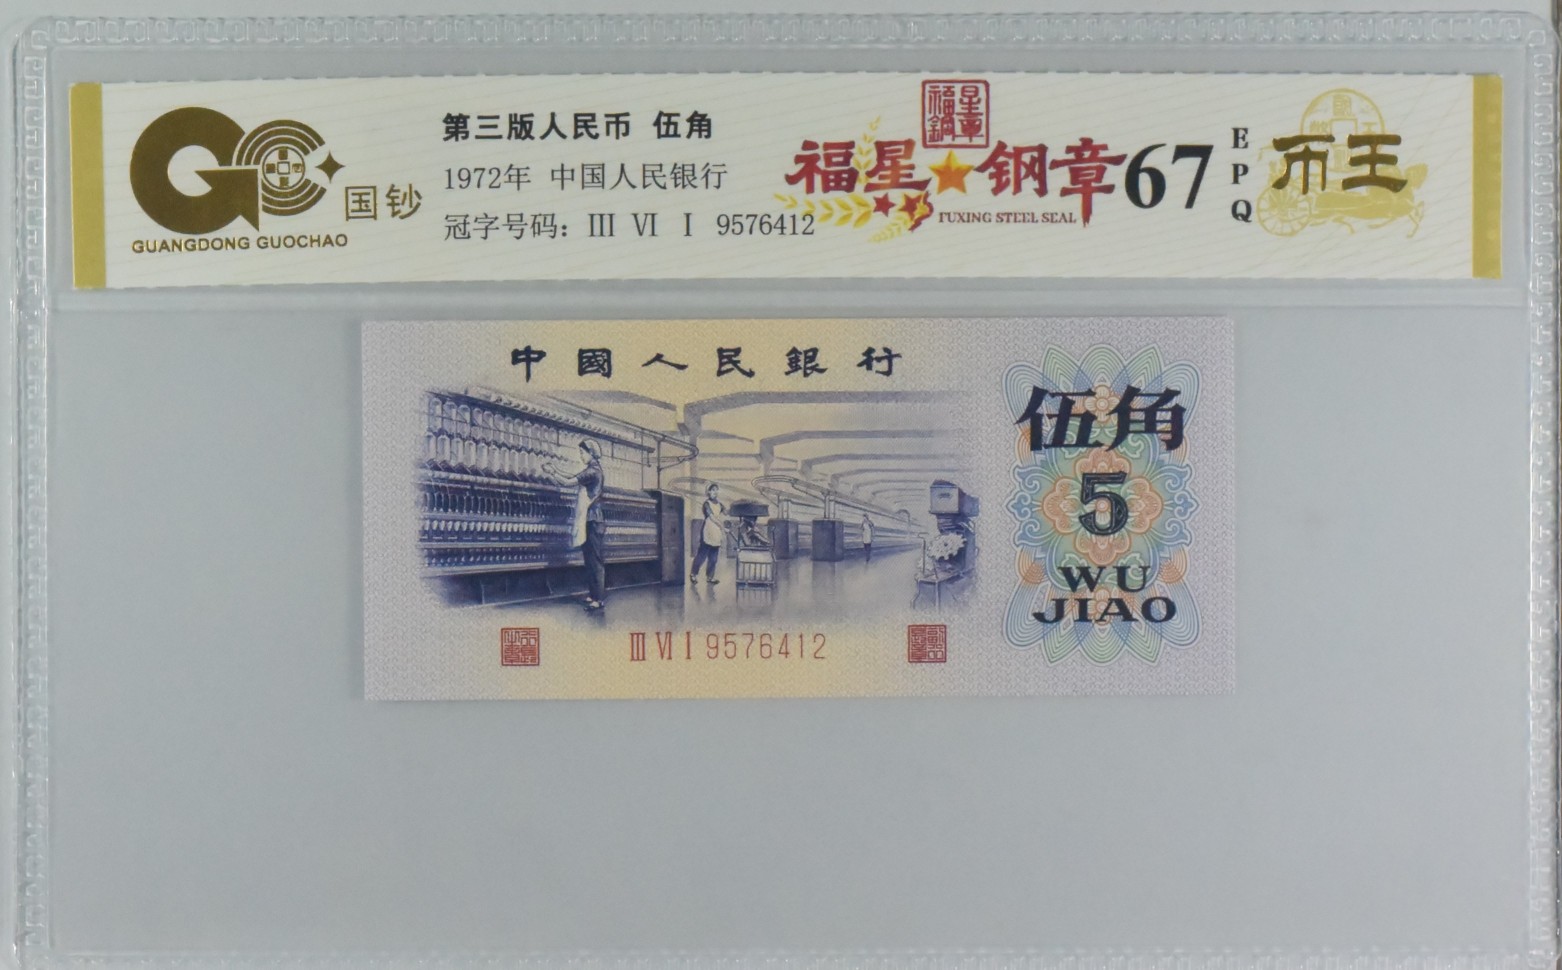 国钞
GUANGDONG GUOCHAO
第三版人民币 伍角
1972年 中国人民银行
冠字号码：Ⅲ Ⅵ Ⅰ 9576412
福星鋼章
福星★钢章
FUXING STEEL SEAL
67
EPQ
币王
中國人民銀行
伍角
5
WU
JIAO
Ⅲ Ⅵ Ⅰ 9576412